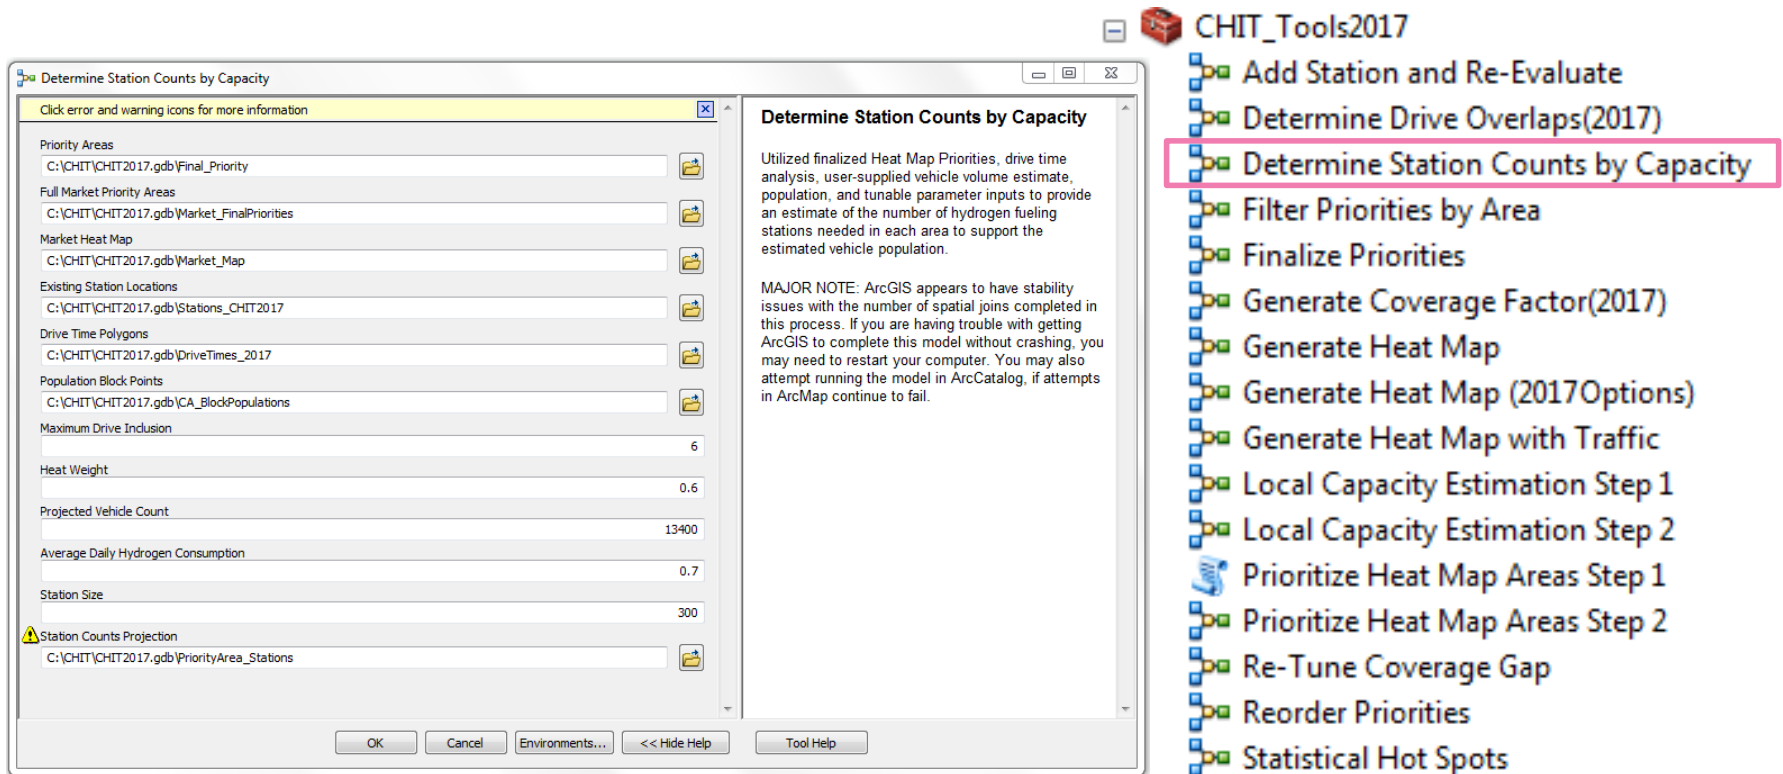 Determine Station Counts by Capacity
Click error and warning icons for more information
Priority Areas
C:\CHIT\CHIT2017.gdb\Final_Priority
Full Market Priority Areas
C:\CHIT\CHIT2017.gdb\Market_FinalPriorities
Market Heat Map
C:\CHIT\CHIT2017.gdb\Market_Map
Existing Station Locations
C:\CHIT\CHIT2017.gdb\Stations_CHIT2017
Drive Time Polygons
C:\CHIT\CHIT2017.gdb\DriveTimes_2017
Population Block Points
C:\CHIT\CHIT2017.gdb\CA_BlockPopulations
Maximum Drive Inclusion
6
Heat Weight
0.6
Projected Vehicle Count
13400
Average Daily Hydrogen Consumption
0.7
Station Size
300
Station Counts Projection
C:\CHIT\CHIT2017.gdb\PriorityArea_Stations
OK
Cancel
Environments...
<< Hide Help
Tool Help
Determine Station Counts by Capacity
Utilized finalized Heat Map Priorities, drive time
analysis, user-supplied vehicle volume estimate,
population, and tunable parameter inputs to provide
an estimate of the number of hydrogen fueling
stations needed in each area to support the
estimated vehicle population.
MAJOR NOTE: ArcGIS appears to have stability
issues with the number of spatial joins completed in
this process. If you are having trouble with getting
ArcGIS to complete this model without crashing, you
may need to restart your computer. You may also
attempt running the model in ArcCatalog, if attempts
in ArcMap continue to fail.
CHIT_Tools2017
Add Station and Re-Evaluate
Determine Drive Overlaps(2017)
Determine Station Counts by Capacity
Filter Priorities by Area
Finalize Priorities
Generate Coverage Factor(2017)
Generate Heat Map
Generate Heat Map (2017Options)
Generate Heat Map with Traffic
Local Capacity Estimation Step 1
Local Capacity Estimation Step 2
Prioritize Heat Map Areas Step 1
Prioritize Heat Map Areas Step 2
Re-Tune Coverage Gap
Reorder Priorities
Statistical Hot Spots